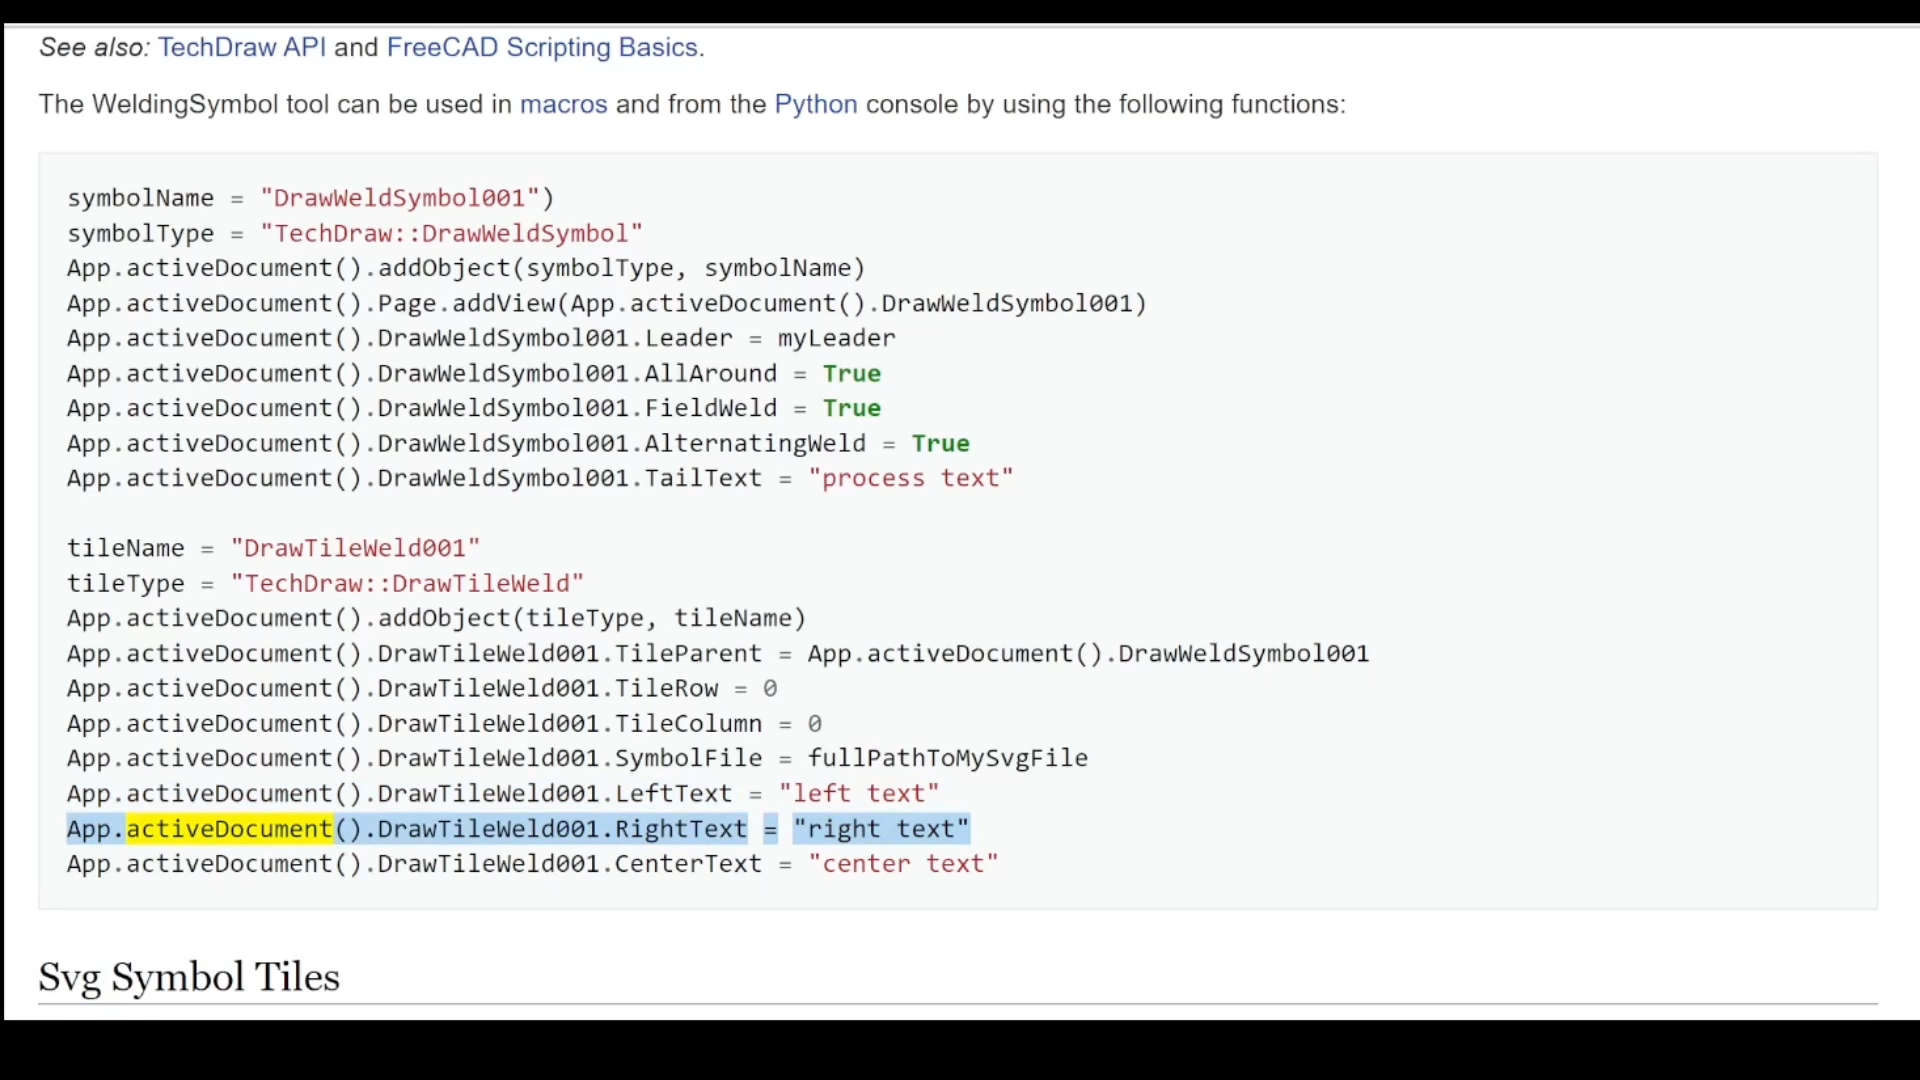 See also: TechDraw API and FreeCAD Scripting Basics.
The WeldingSymbol tool can be used in macros and from the Python console by using the following functions:
symbolName = "DrawWeldSymbol001")
symbolType = "TechDraw::DrawWeldSymbol"
App.activeDocument().addObject(symbolType, symbolName)
App.activeDocument().Page.addView(App.activeDocument().DrawWeldSymbol001)
App.activeDocument().DrawWeldSymbol001.Leader = myLeader
App.activeDocument().DrawWeldSymbol001.AllAround = True
App.activeDocument().DrawWeldSymbol001.FieldWeld = True
App.activeDocument().DrawWeldSymbol001.AlternatingWeld = True
App.activeDocument().DrawWeldSymbol001.TailText = "process text"
tileName = "DrawTileWeld001"
tileType = "TechDraw::DrawTileWeld"
App.activeDocument().addObject(tileType, tileName)
App.activeDocument().DrawTileWeld001.TileParent = App.activeDocument().DrawWeldSymbol001
App.activeDocument().DrawTileWeld001.TileRow = 0
App.activeDocument().DrawTileWeld001.TileColumn = 0
App.activeDocument().DrawTileWeld001.SymbolFile = fullPathToMySvgFile
App.activeDocument().DrawTileWeld001.LeftText = "left text"
App.activeDocument().DrawTileWeld001.RightText = "right text"
App.activeDocument().DrawTileWeld001.CenterText = "center text"
Svg Symbol Tiles